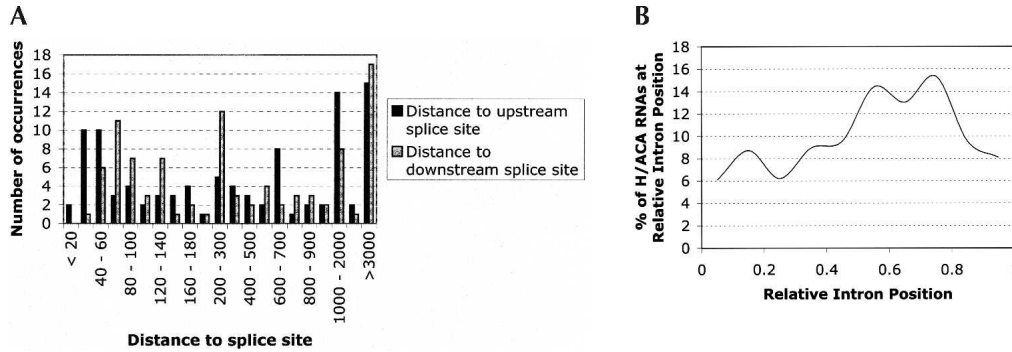 A
Number of occurrences
18
16
14
12
10
8
6
4
2
0
< 20
40 - 60
80 - 100
120 - 140
160 - 180
200 - 300
400 - 500
600 - 700
800 - 900
1000 - 2000
>3000
Distance to splice site
Distance to upstream
splice site
Distance to
downstream splice site
B
% of H/ACA RNAs at
Relative Intron Position
18
16
14
12
10
8
6
4
2
0
0
0.2
0.4
0.6
0.8
Relative Intron Position